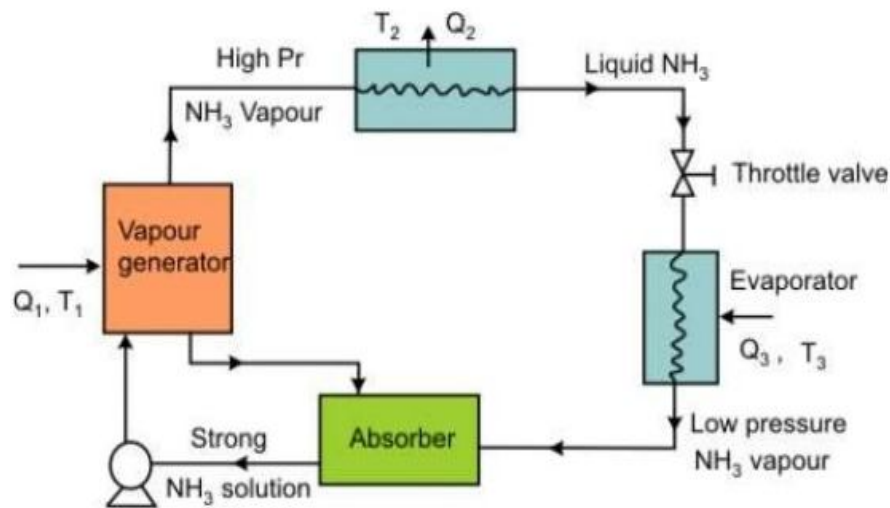 T₂ Q₂
High Pr
NH₃ Vapour
Liquid NH₃
Throttle valve
Vapour
generator
Q₁, T₁
Evaporator
Q₃ , T₃
Absorber
Strong
NH₃ solution
Low pressure
NH₃ vapour